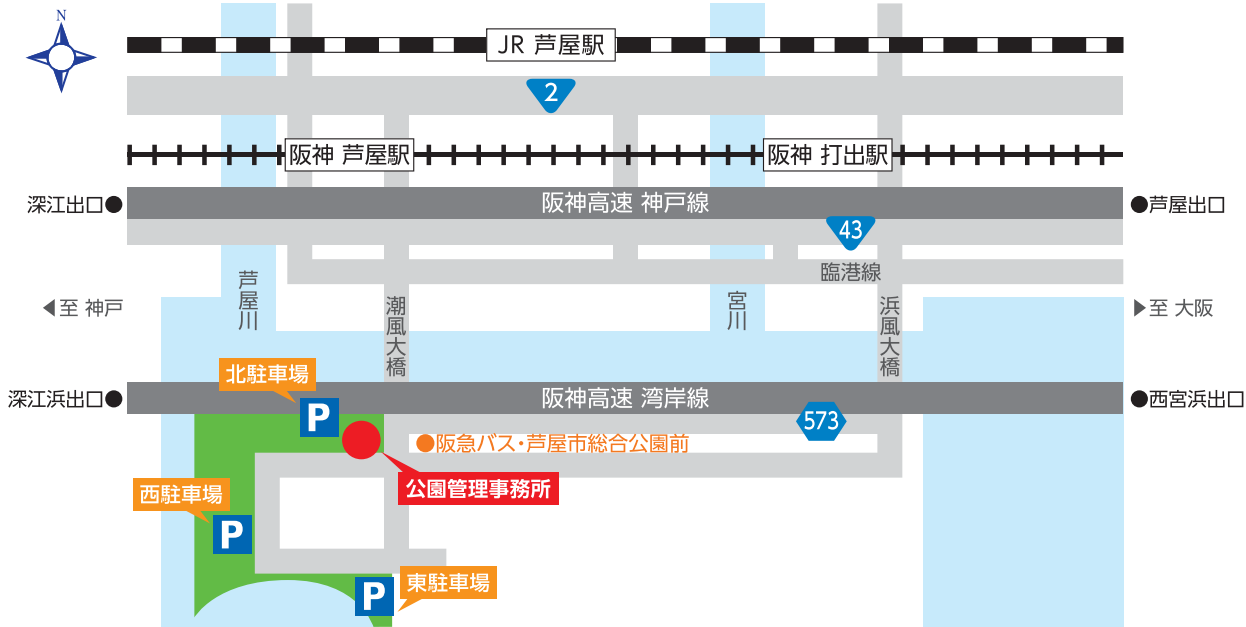 N
JR 芦屋駅
2
阪神 芦屋駅
阪神 打出駅
深江出口
阪神高速 神戸線
芦屋出口
43
臨港線
芦屋川
潮風大橋
宮川
浜風大橋
至 神戸
至 大阪
北駐車場
深江浜出口
阪神高速 湾岸線
西宮浜出口
P
573
阪急バス・芦屋市総合公園前
公園管理事務所
西駐車場
P
東駐車場
P